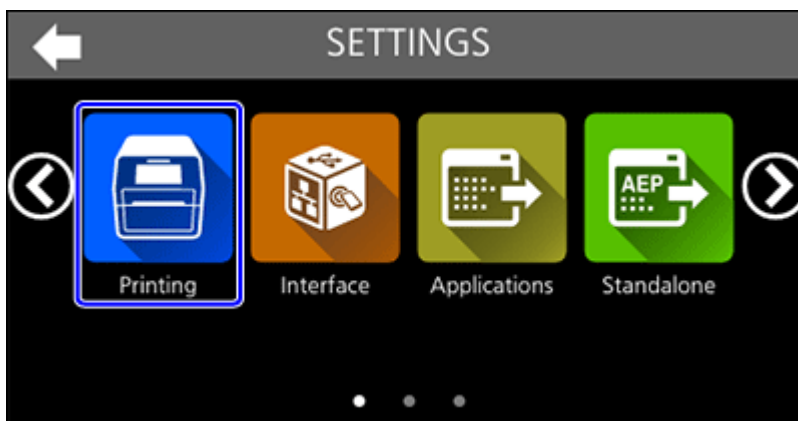 SETTINGS
AEP
Printing
Interface
Applications
Standalone